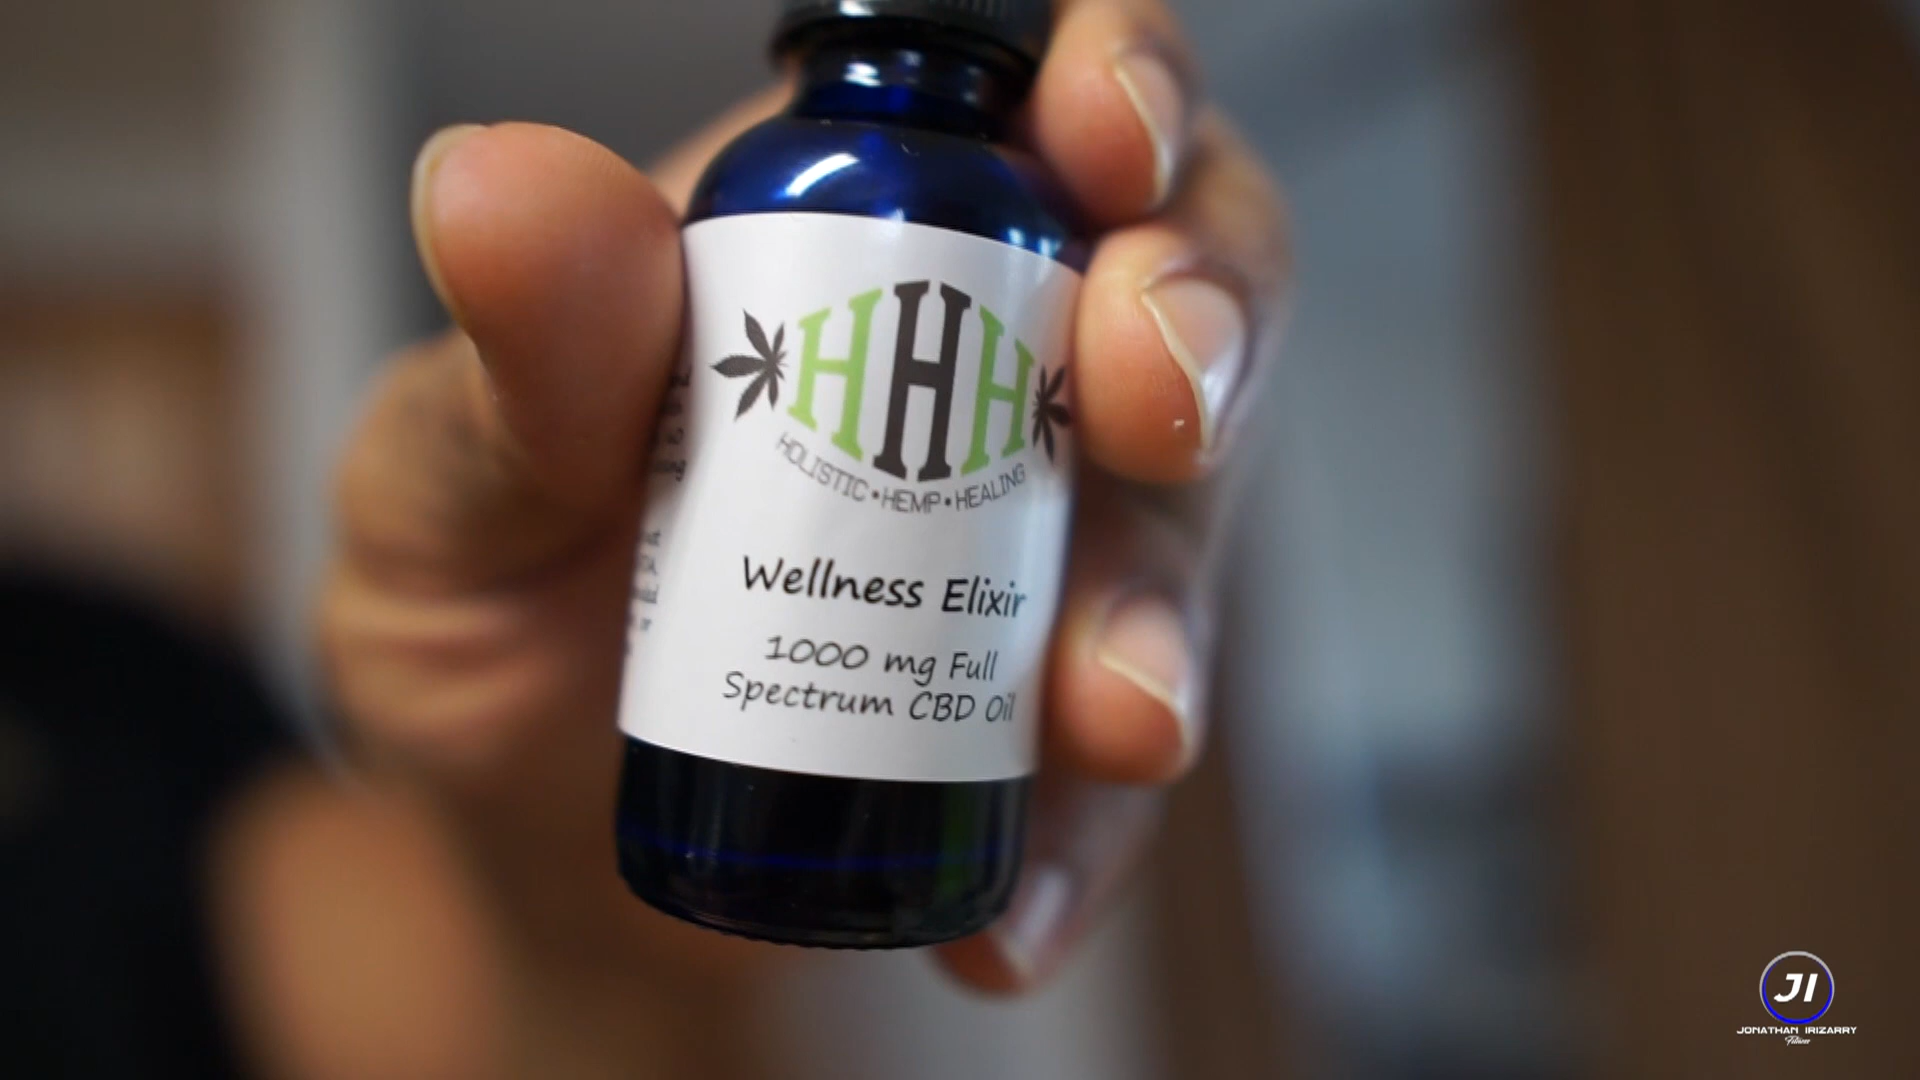 HHH
HOLISTIC • HEMP • HEALING
Wellness Elixir
1000 mg Full
Spectrum CBD Oil
JI
JONATHAN IRIZARRY